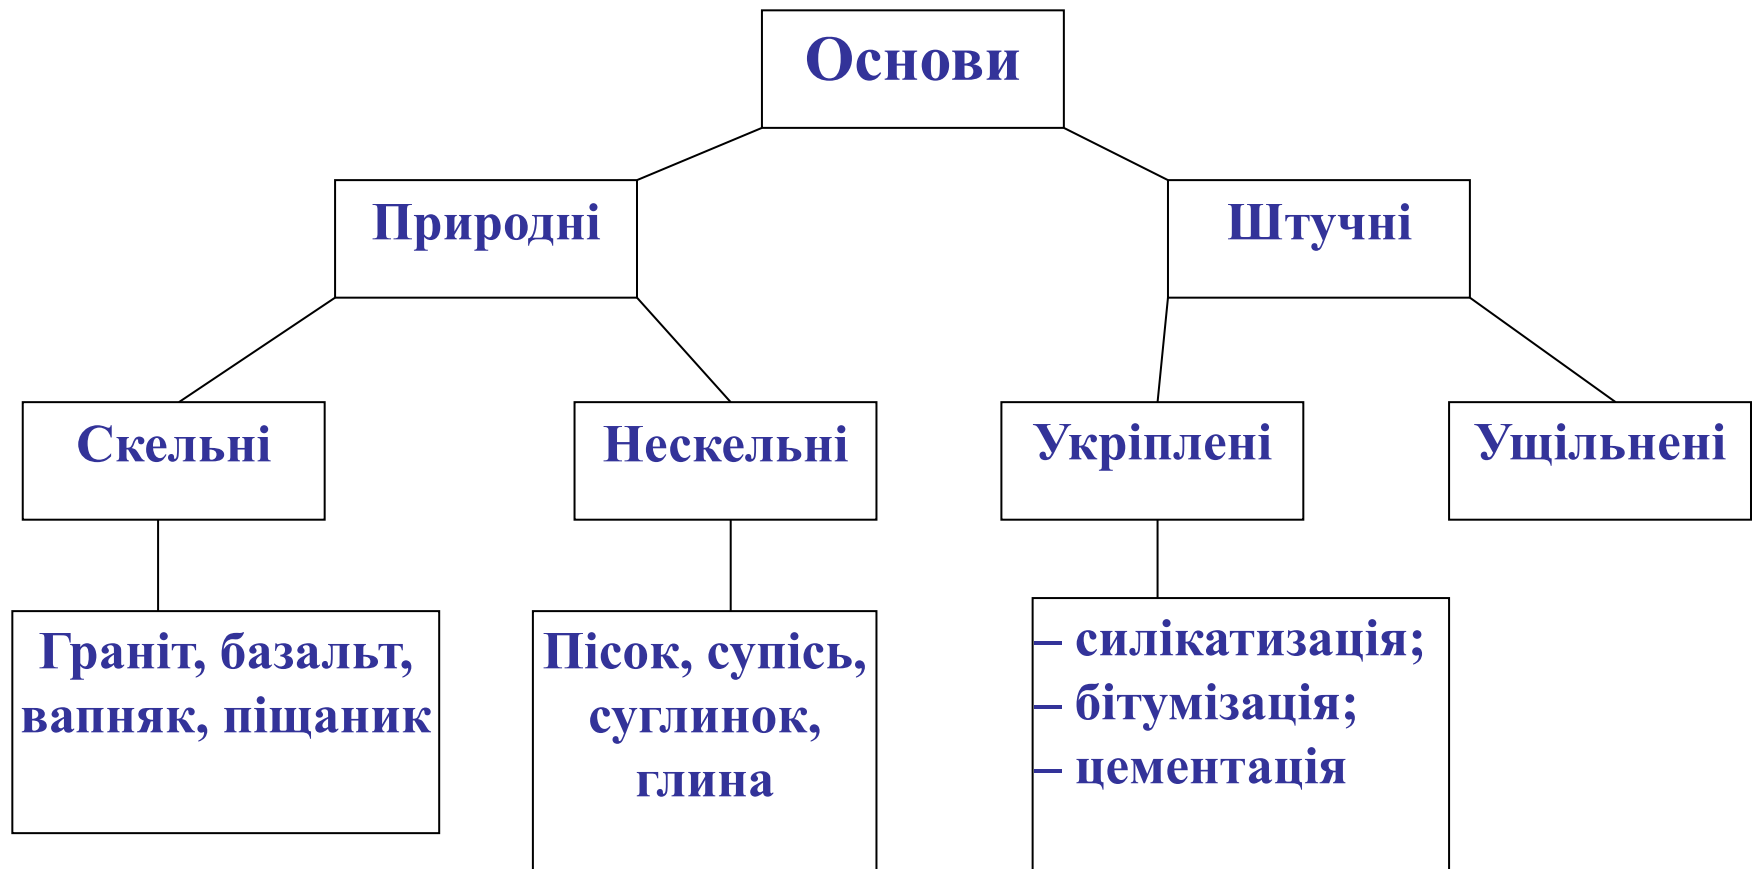 Основи
Природні
Штучні
Скельні
Нескельні
Укріплені
Ущільнені
Граніт, базальт,
вапняк, піщаник
Пісок, супісь,
суглинок,
глина
– силікатизація;
– бітумізація;
– цементація